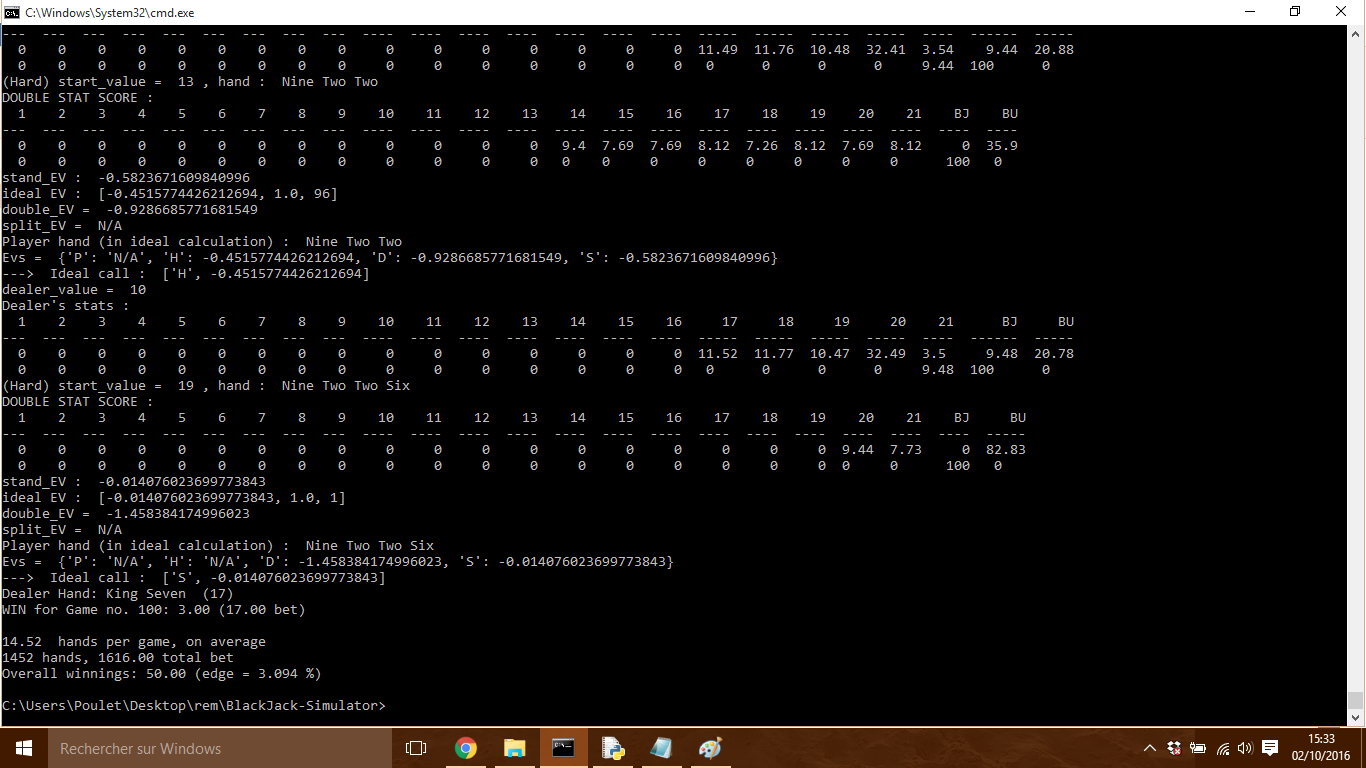 C:\Windows\System32\cmd.exe
--- --- --- --- --- --- --- --- --- ---- ---- ---- ---- ---- ---- ---- ----- ----- ----- ----- ---- ----- -----
0 0 0 0 0 0 0 0 0 0 0 0 0 0 0 0 11.49 11.76 10.48 32.41 3.54 9.44 20.88
0 0 0 0 0 0 0 0 0 0 0 0 0 0 0 0 0 0 0 0 9.44 100 0
(Hard) start_value = 13 , hand : Nine Two Two
DOUBLE STAT SCORE :
1 2 3 4 5 6 7 8 9 10 11 12 13 14 15 16 17 18 19 20 21 BJ BU
--- --- --- --- --- --- --- --- --- ---- ---- ---- ---- ---- ---- ---- ---- ---- ---- ---- ---- ---- ----
0 0 0 0 0 0 0 0 0 0 0 0 0 9.4 7.69 7.69 8.12 7.26 8.12 7.69 8.12 0 35.9
0 0 0 0 0 0 0 0 0 0 0 0 0 0 0 0 0 0 0 0 0 100 0
stand_EV : -0.5823671609840996
ideal EV : [-0.4515774426212694, 1.0, 96]
double_EV = -0.9286685771681549
split_EV = N/A
Player hand (in ideal calculation) : Nine Two Two
Evs = {'P': 'N/A', 'H': -0.4515774426212694, 'D': -0.9286685771681549, 'S': -0.5823671609840996}
---> Ideal call : ['H', -0.4515774426212694]
dealer_value = 10
Dealer's stats :
1 2 3 4 5 6 7 8 9 10 11 12 13 14 15 16 17 18 19 20 21 BJ BU
--- --- --- --- --- --- --- --- --- ---- ---- ---- ---- ---- ---- ---- ----- ----- ----- ----- ---- ----- -----
0 0 0 0 0 0 0 0 0 0 0 0 0 0 0 0 11.52 11.77 10.47 32.49 3.5 9.48 20.78
0 0 0 0 0 0 0 0 0 0 0 0 0 0 0 0 0 0 0 0 9.48 100 0
(Hard) start_value = 19 , hand : Nine Two Two Six
DOUBLE STAT SCORE :
1 2 3 4 5 6 7 8 9 10 11 12 13 14 15 16 17 18 19 20 21 BJ BU
--- --- --- --- --- --- --- --- --- ---- ---- ---- ---- ---- ---- ---- ---- ---- ---- ---- ---- ---- -----
0 0 0 0 0 0 0 0 0 0 0 0 0 0 0 0 0 0 0 9.44 7.73 0 82.83
0 0 0 0 0 0 0 0 0 0 0 0 0 0 0 0 0 0 0 0 0 100 0
stand_EV : -0.014076023699773843
ideal EV : [-0.014076023699773843, 1.0, 1]
double_EV = -1.458384174996023
split_EV = N/A
Player hand (in ideal calculation) : Nine Two Two Six
Evs = {'P': 'N/A', 'H': 'N/A', 'D': -1.458384174996023, 'S': -0.014076023699773843}
---> Ideal call : ['S', -0.014076023699773843]
Dealer Hand: King Seven (17)
WIN for Game no. 100: 3.00 (17.00 bet)
14.52 hands per game, on average
1452 hands, 1616.00 total bet
Overall winnings: 50.00 (edge = 3.094 %)
C:\Users\Poulet\Desktop\rem\BlackJack-Simulator>
Rechercher sur Windows
15:33
02/10/2016